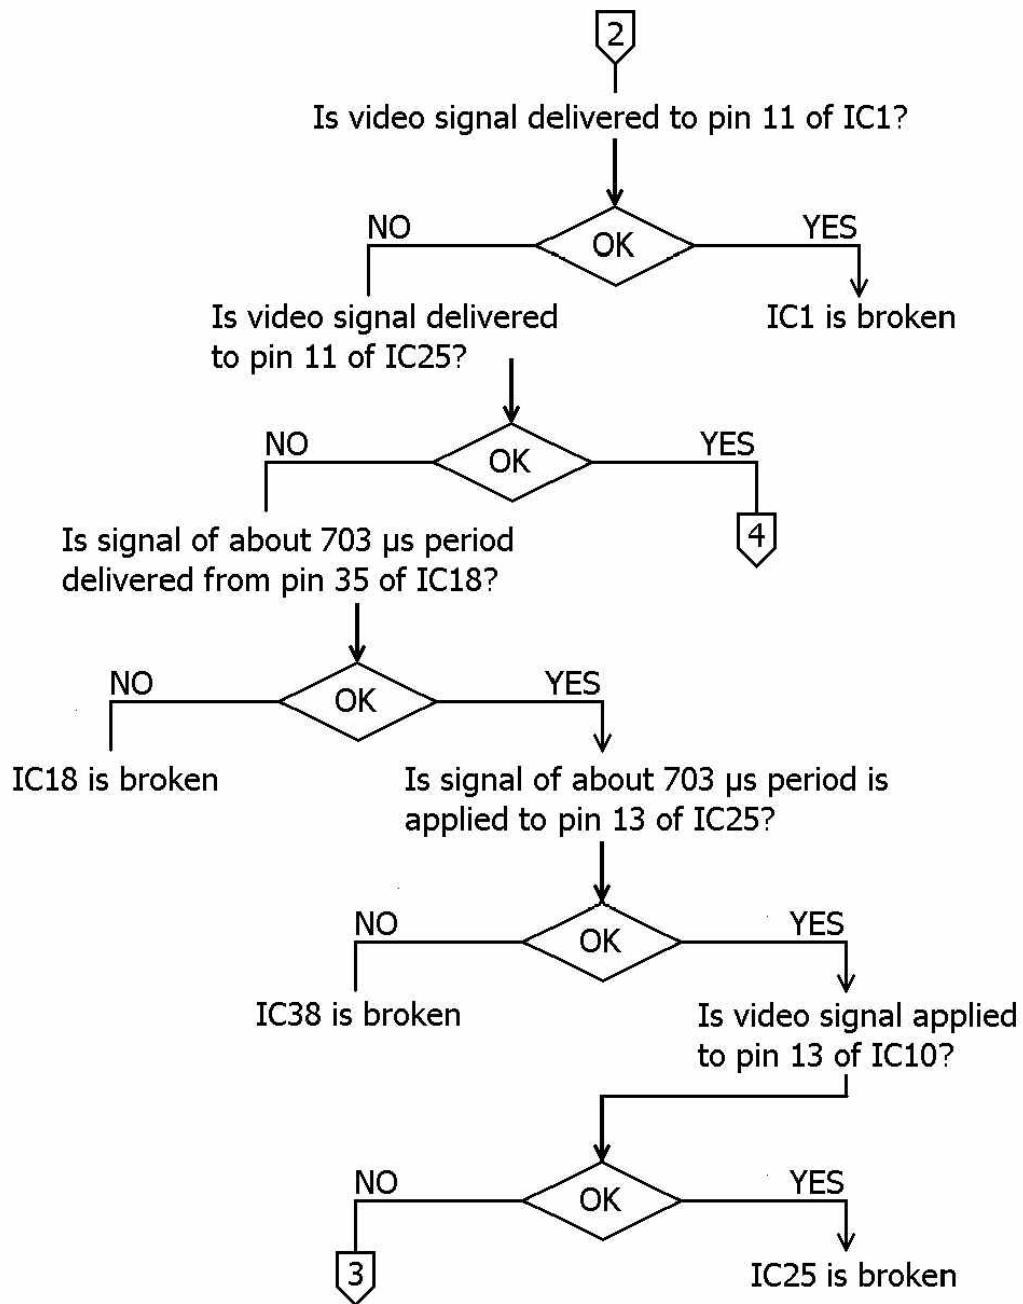 2
Is video signal delivered to pin 11 of IC1?
NO
YES
OK
Is video signal delivered
to pin 11 of IC25?
IC1 is broken
NO
YES
OK
4
Is signal of about 703 µs period
delivered from pin 35 of IC18?
NO
YES
OK
IC18 is broken
Is signal of about 703 µs period is
applied to pin 13 of IC25?
NO
YES
OK
IC38 is broken
Is video signal applied
to pin 13 of IC10?
NO
YES
OK
3
IC25 is broken